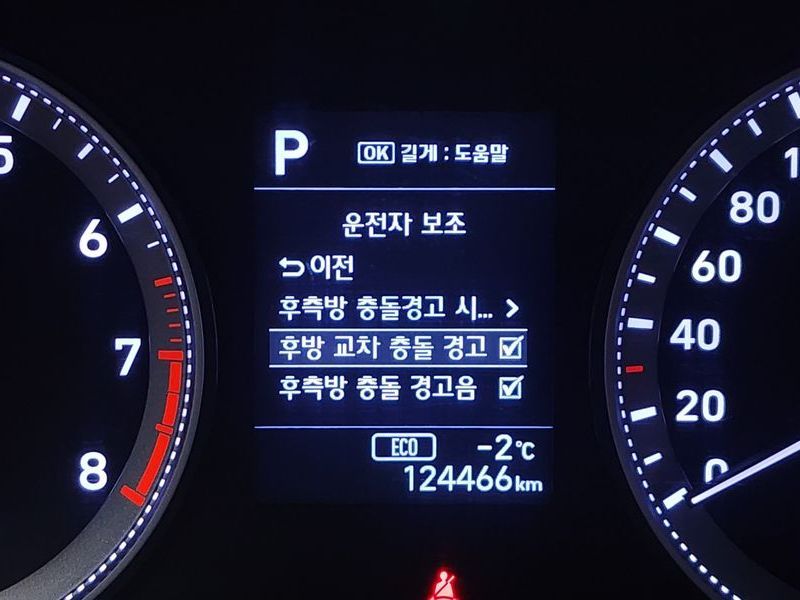 P OK 길게 : 도움말
운전자 보조
이전
후측방 충돌경고 시...
후방 교차 충돌 경고
후측방 충돌 경고음
ECO -2°C
124466km
5
6
7
8
80
60
40
20
0